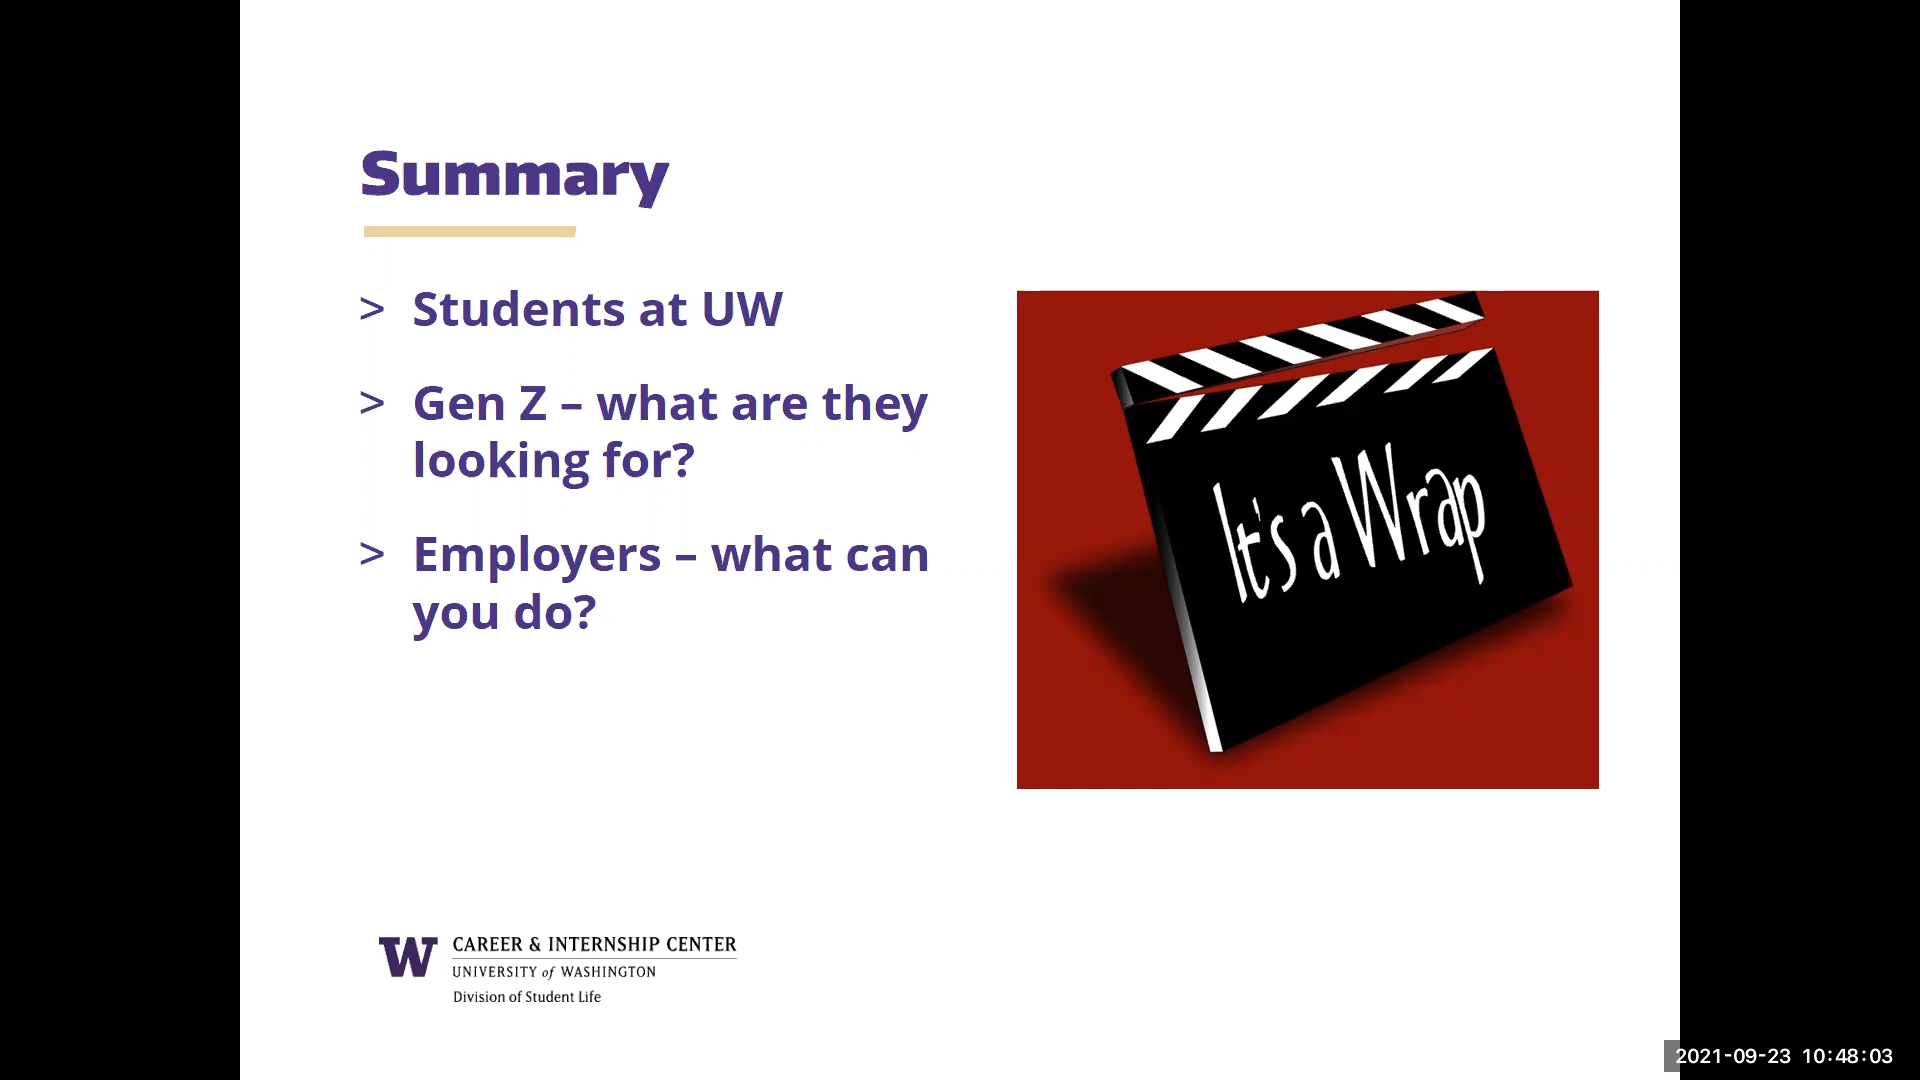 Summary
> Students at UW
> Gen Z – what are they
looking for?
> Employers – what can
you do?
It's a Wrap
W CAREER & INTERNSHIP CENTER
UNIVERSITY of WASHINGTON
Division of Student Life
2021-09-23 10:48:03